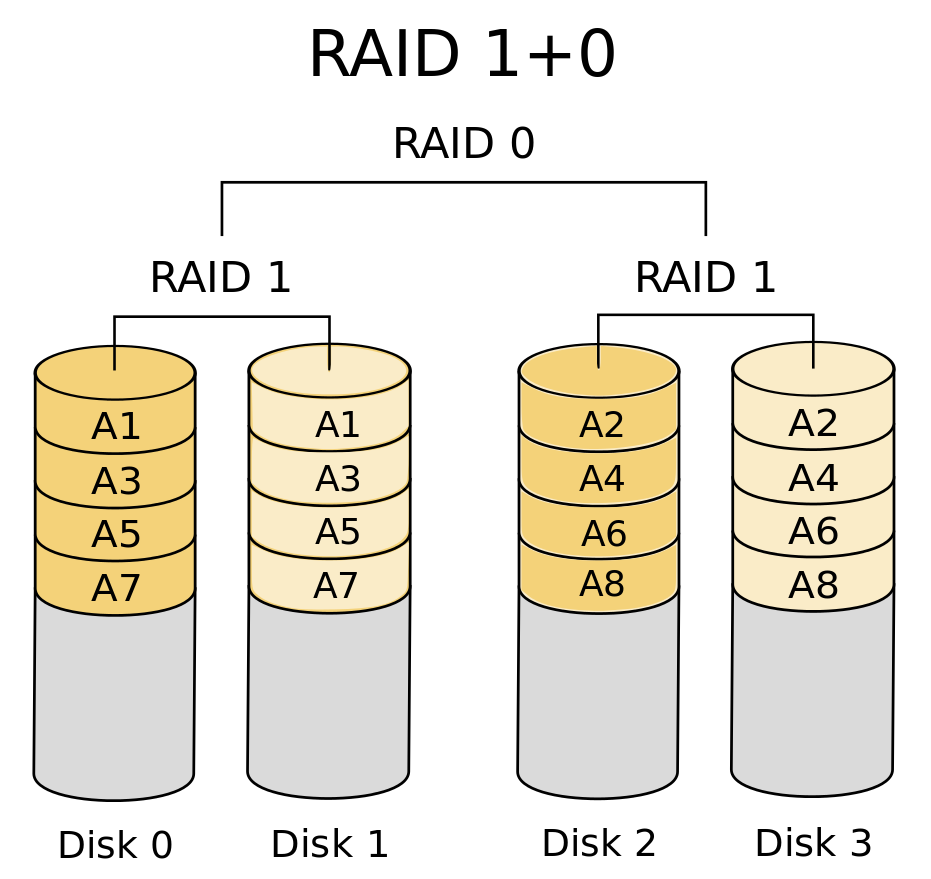 RAID 1+0
RAID 0
RAID 1
RAID 1
A1
A3
A5
A7
A1
A3
A5
A7
A2
A4
A6
A8
A2
A4
A6
A8
Disk 0
Disk 1
Disk 2
Disk 3